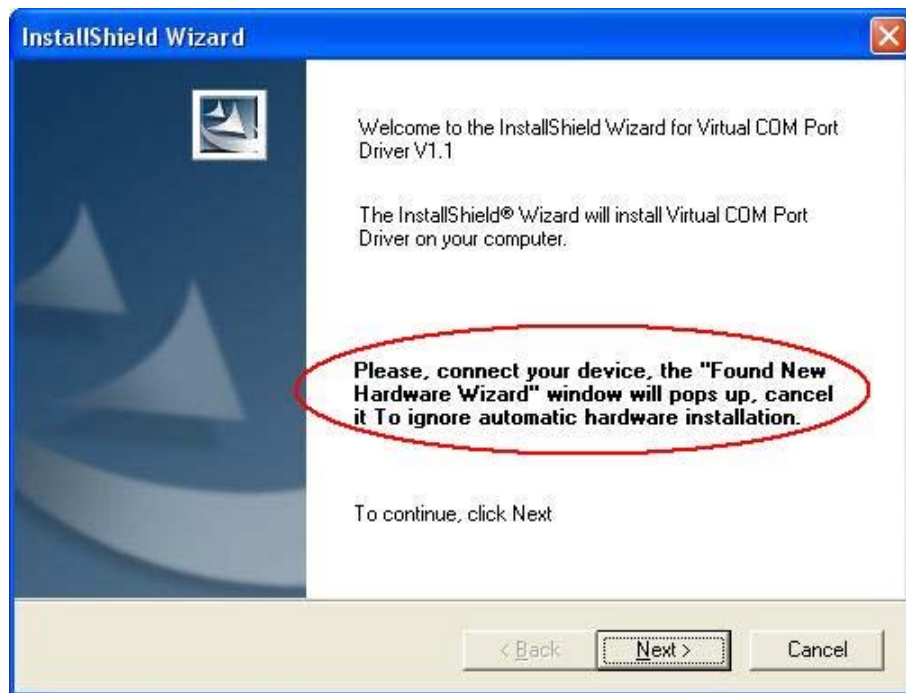 InstallShield Wizard
Welcome to the InstallShield Wizard for Virtual COM Port
Driver V1.1
The InstallShield® Wizard will install Virtual COM Port
Driver on your computer.
Please, connect your device, the "Found New
Hardware Wizard" window will pops up, cancel
it To ignore automatic hardware installation.
To continue, click Next
< Back
Next >
Cancel